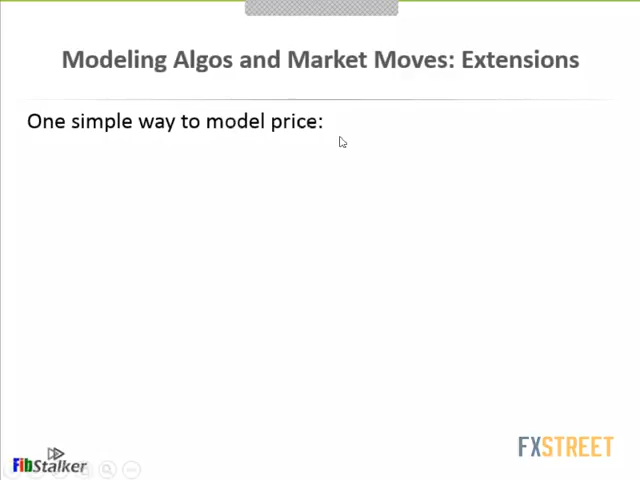 Modeling Algos and Market Moves: Extensions
One simple way to model price:
FXSTREET
FibStalker